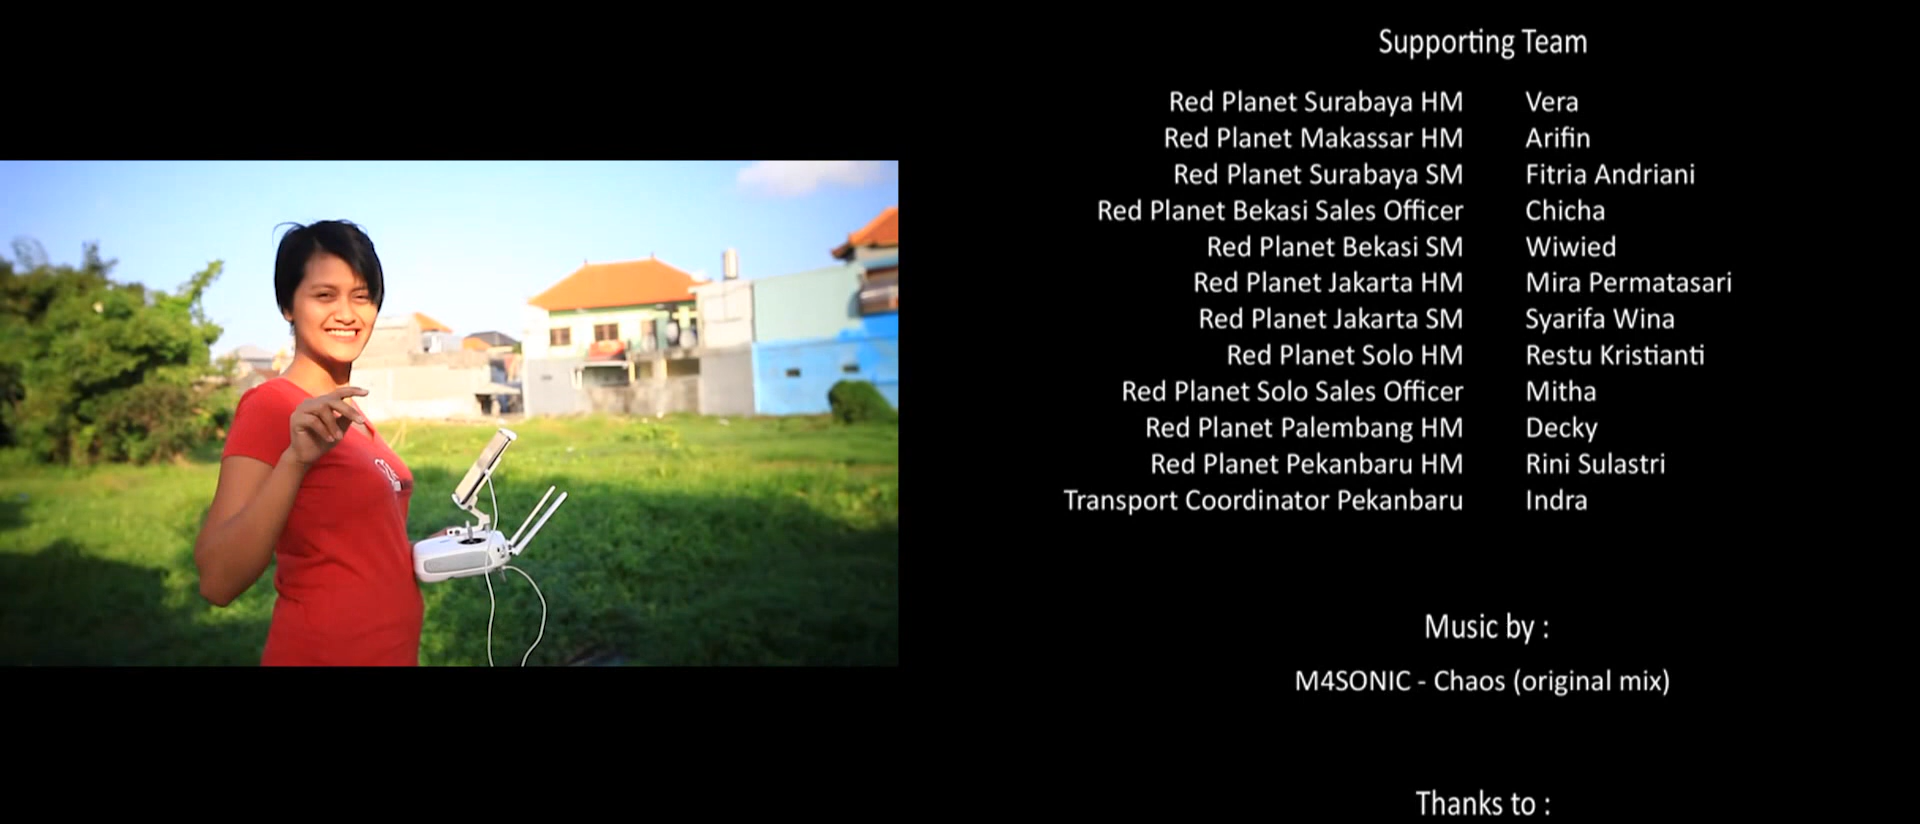 Supporting Team
Red Planet Surabaya HM Vera
Red Planet Makassar HM Arifin
Red Planet Surabaya SM Fitria Andriani
Red Planet Bekasi Sales Officer Chicha
Red Planet Bekasi SM Wiwied
Red Planet Jakarta HM Mira Permatasari
Red Planet Jakarta SM Syarifa Wina
Red Planet Solo HM Restu Kristianti
Red Planet Solo Sales Officer Mitha
Red Planet Palembang HM Decky
Red Planet Pekanbaru HM Rini Sulastri
Transport Coordinator Pekanbaru Indra
Music by :
M4SONIC - Chaos (original mix)
Thanks to :